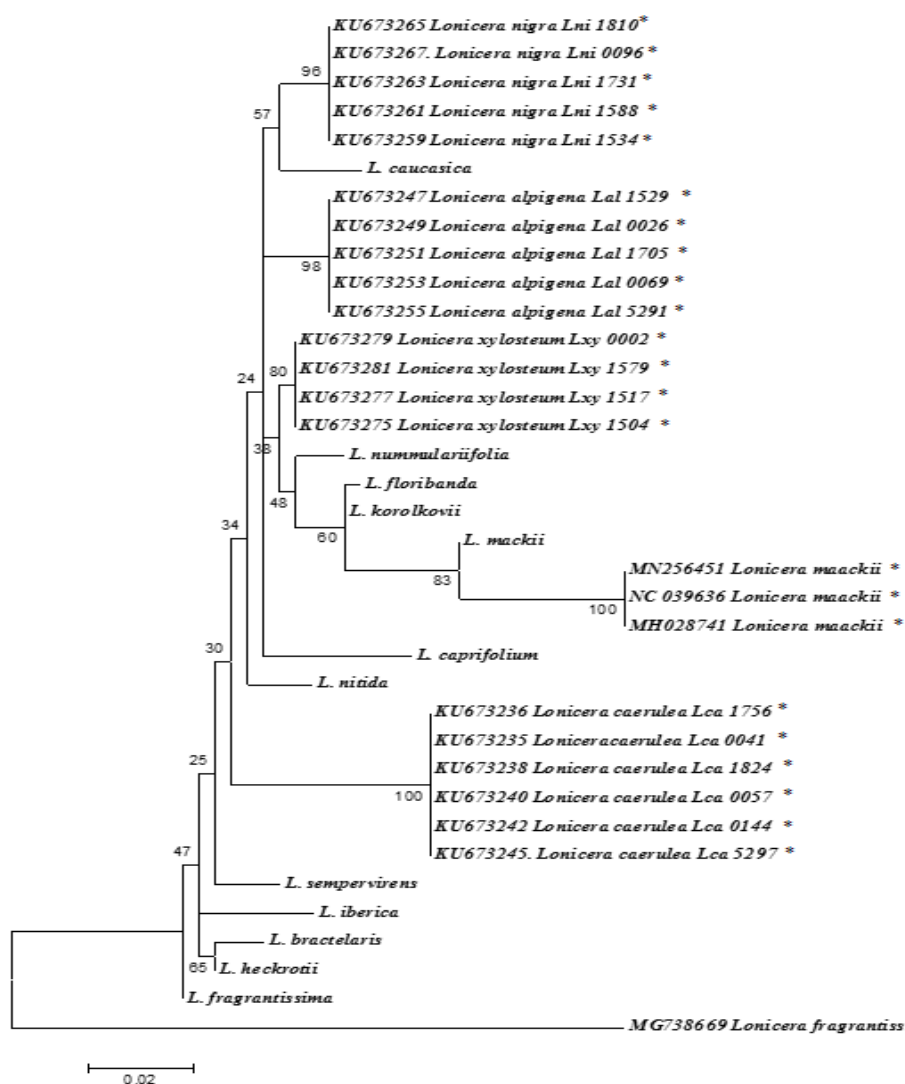 KU673265 Lonicera nigra Lni 1810*
KU673267. Lonicera nigra Lni 0096 *
96
KU673263 Lonicera nigra Lni 1731 *
KU673261 Lonicera nigra Lni 1588 *
57
KU673259 Lonicera nigra Lni 1534 *
L. caucasica
KU673247 Lonicera alpigena Lal 1529 *
KU673249 Lonicera alpigena Lal 0026 *
KU673251 Lonicera alpigena Lal 1705 *
98
KU673253 Lonicera alpigena Lal 0069 *
KU673255 Lonicera alpigena Lal 5291 *
KU673279 Lonicera xylosteum Lxy 0002 *
80
KU673281 Lonicera xylosteum Lxy 1579 *
24
KU673277 Lonicera xylosteum Lxy 1517 *
KU673275 Lonicera xylosteum Lxy 1504 *
38
L. nummulariifolia
L. floribanda
48
L. korolkovii
34
60
L. mackii
MN256451 Lonicera maackii *
83
NC 039636 Lonicera maackii *
100
MH028741 Lonicera maackii *
30
L. caprifolium
L. nitida
KU673236 Lonicera caerulea Lca 1756 *
KU673235 Loniceracaerulea Lca 0041 *
25
KU673238 Lonicera caerulea Lca 1824 *
100
KU673240 Lonicera caerulea Lca 0057 *
KU673242 Lonicera caerulea Lca 0144 *
47
KU673245. Lonicera caerulea Lca 5297 *
L. sempervirens
L. iberica
L. bractelaris
65
L. heckrotii
L. fragrantissima
MG738669 Lonicera fragrantiss
0.02